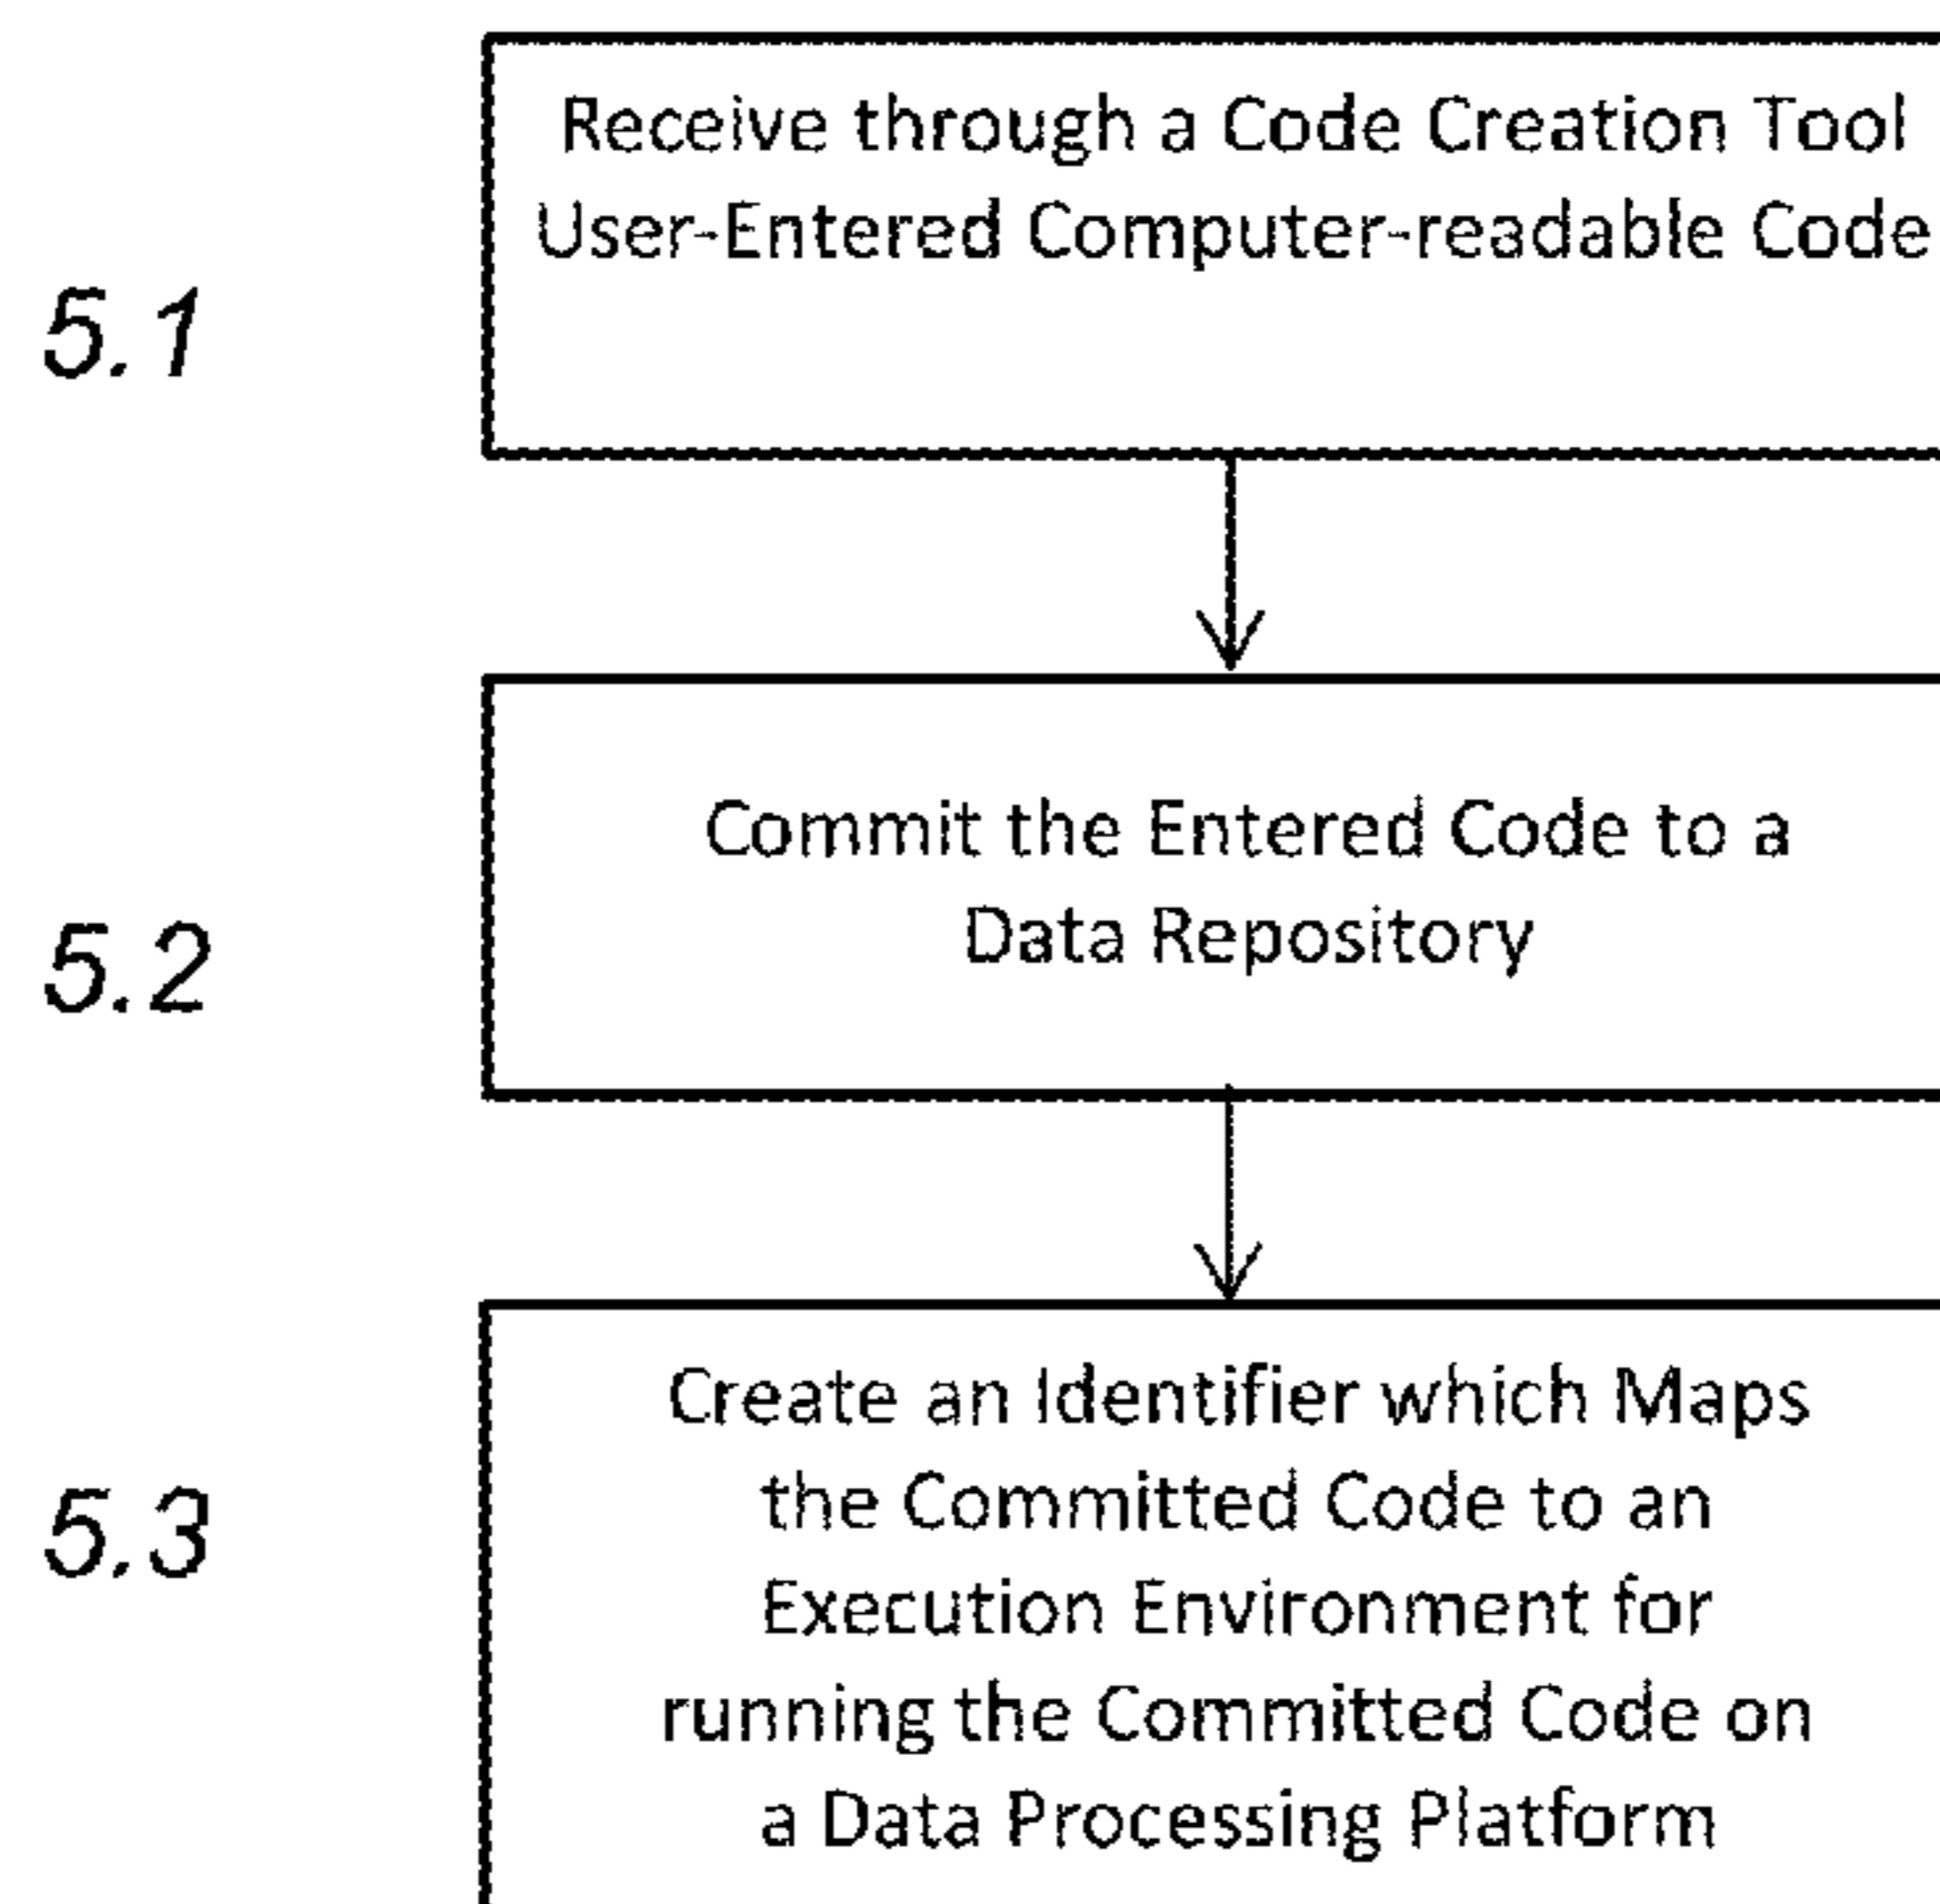 Receive through a Code Creation Tool
User-Entered Computer-readable Code
5.1
Commit the Entered Code to a
Data Repository
5.2
Create an Identifier which Maps
the Committed Code to an
Execution Environment for
running the Committed Code on
a Data Processing Platform
5.3